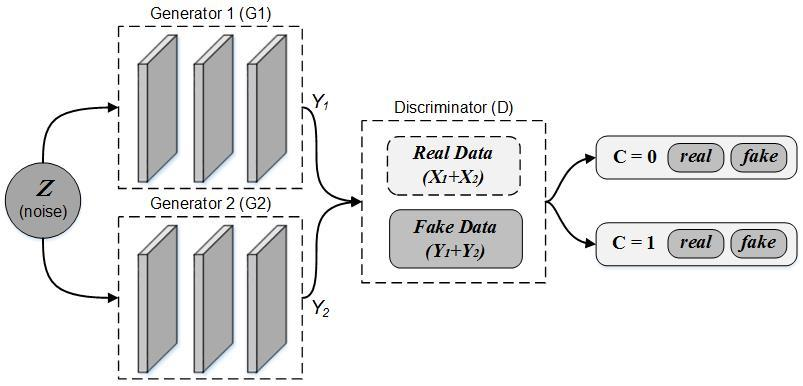 Generator 1 (G1)
Z
(noise)
Y1
Generator 2 (G2)
Y2
Discriminator (D)
Real Data
(X1+X2)
Fake Data
(Y1+Y2)
C = 0 real fake
C = 1 real fake